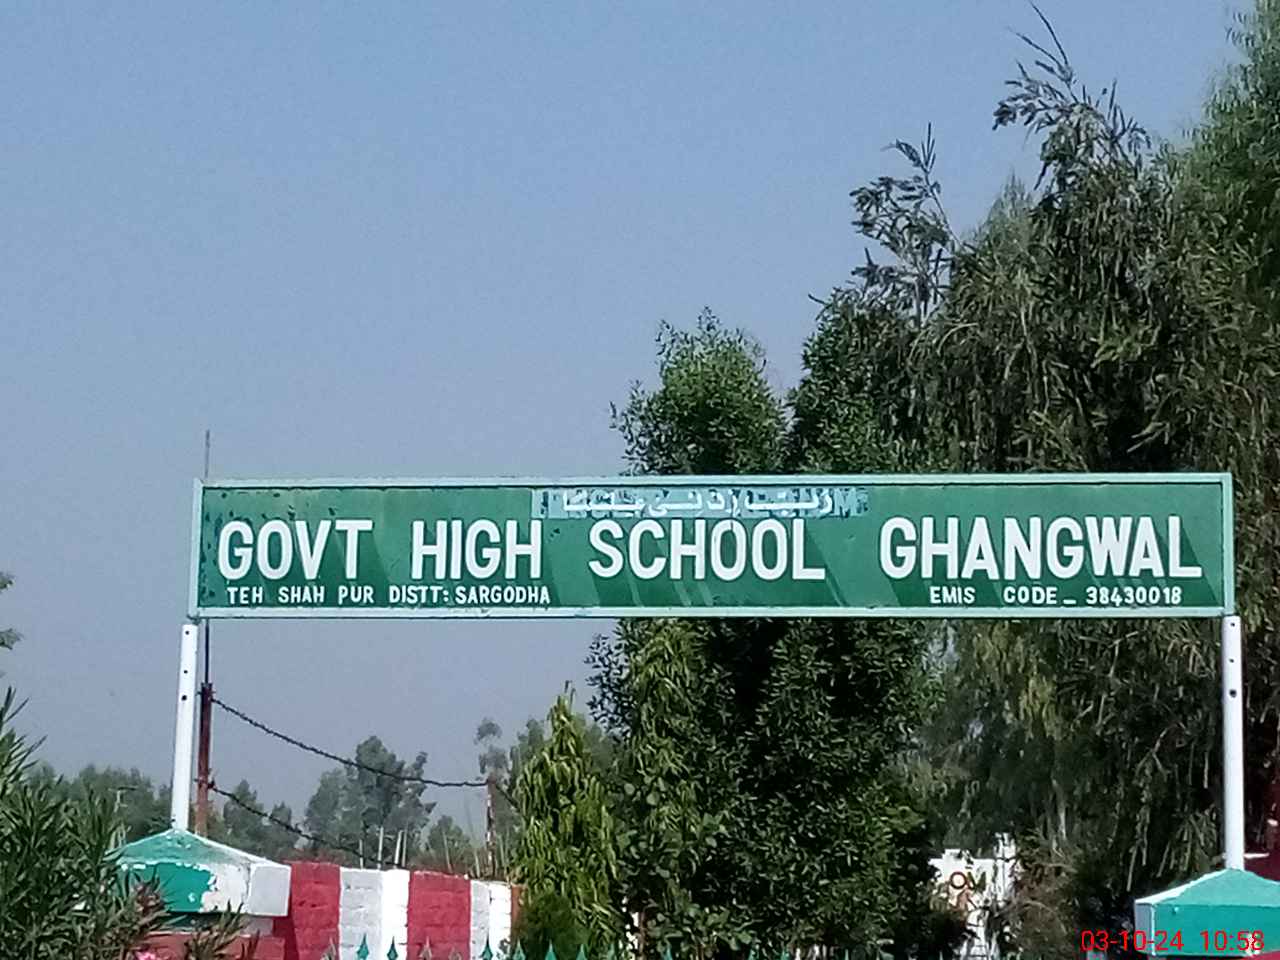 رَبِّ زِدْنِي عِلْمًا
GOVT HIGH SCHOOL GHANGWAL
TEH SHAH PUR DISTT: SARGODHA
EMIS CODE_ 38430018
03-10-24 10:58